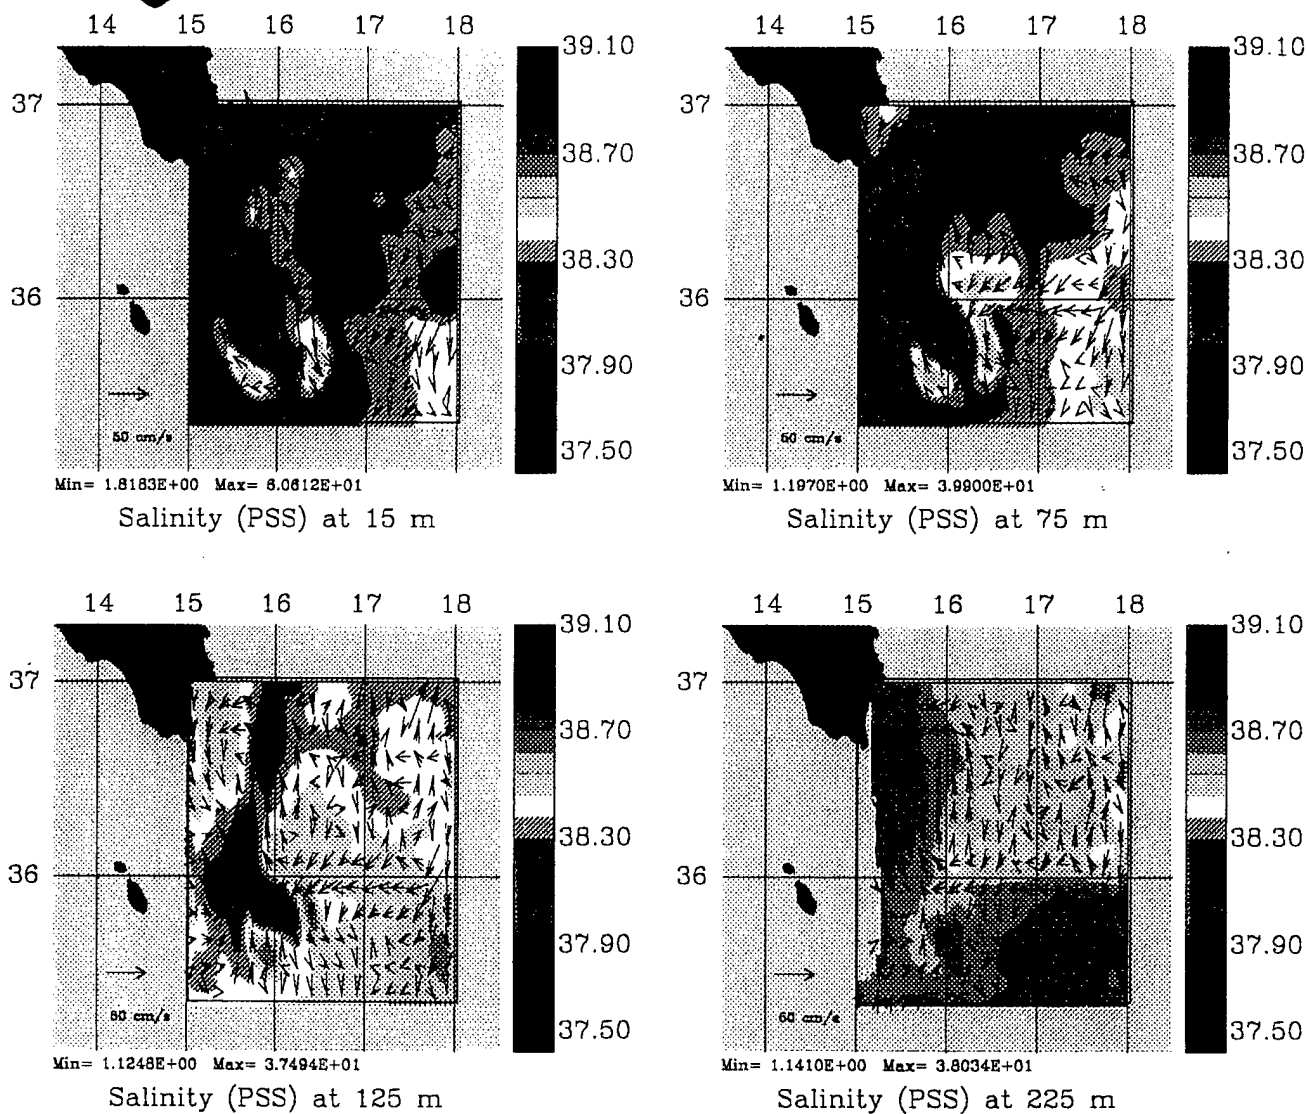 14 15 16 17 18
39.10
37
38.70
38.30
36
37.90
50 cm/s
37.50
Min= 1.8183E+00 Max= 6.0612E+01
Salinity (PSS) at 15 m
14 15 16 17 18
39.10
37
38.70
38.30
36
37.90
50 cm/s
37.50
Min= 1.1970E+00 Max= 3.9900E+01
Salinity (PSS) at 75 m
14 15 16 17 18
39.10
37
38.70
38.30
36
37.90
50 cm/s
37.50
Min= 1.1248E+00 Max= 3.7494E+01
Salinity (PSS) at 125 m
14 15 16 17 18
39.10
37
38.70
38.30
36
37.90
50 cm/s
37.50
Min= 1.1410E+00 Max= 3.8034E+01
Salinity (PSS) at 225 m